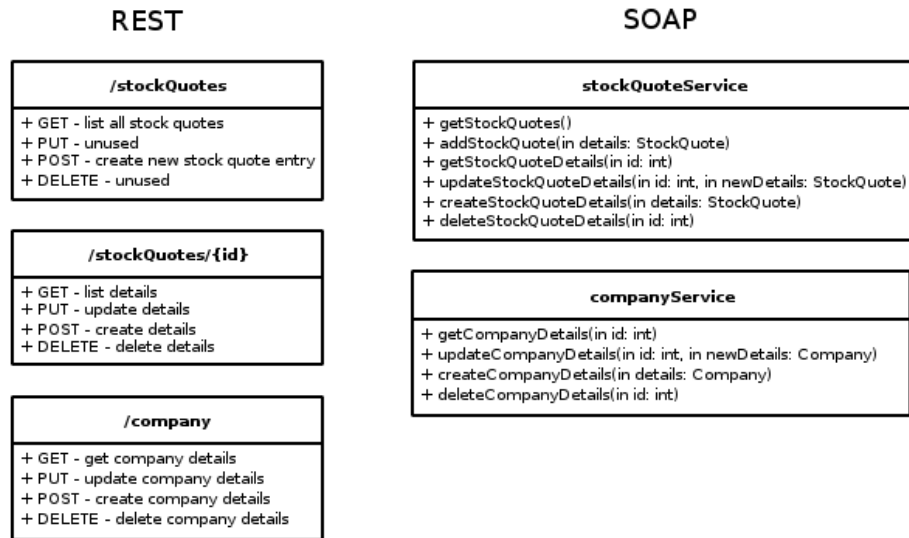 REST
/stockQuotes
+ GET - list all stock quotes
+ PUT - unused
+ POST - create new stock quote entry
+ DELETE - unused
/stockQuotes/{id}
+ GET - list details
+ PUT - update details
+ POST - create details
+ DELETE - delete details
/company
+ GET - get company details
+ PUT - update company details
+ POST - create company details
+ DELETE - delete company details
SOAP
stockQuoteService
+ getStockQuotes()
+ addStockQuote(in details: StockQuote)
+ getStockQuoteDetails(in id: int)
+ updateStockQuoteDetails(in id: int, in newDetails: StockQuote)
+ createStockQuoteDetails(in details: StockQuote)
+ deleteStockQuoteDetails(in id: int)
companyService
+ getCompanyDetails(in id: int)
+ updateCompanyDetails(in id: int, in newDetails: Company)
+ createCompanyDetails(in details: Company)
+ deleteCompanyDetails(in id: int)